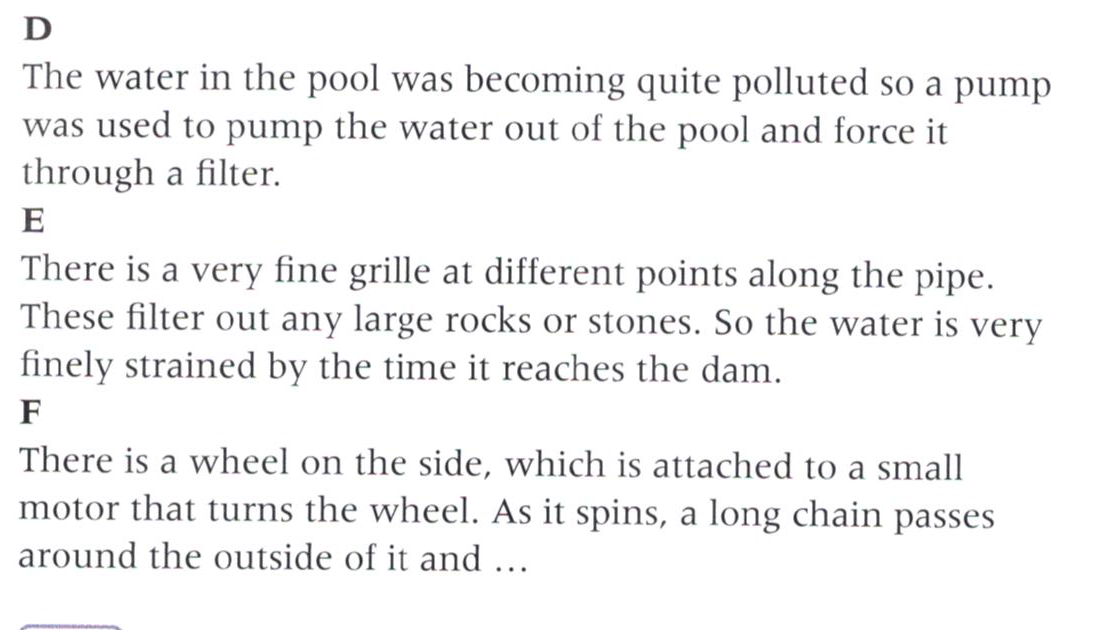 D
The water in the pool was becoming quite polluted so a pump
was used to pump the water out of the pool and force it
through a filter.
E
There is a very fine grille at different points along the pipe.
These filter out any large rocks or stones. So the water is very
finely strained by the time it reaches the dam.
F
There is a wheel on the side, which is attached to a small
motor that turns the wheel. As it spins, a long chain passes
around the outside of it and ...